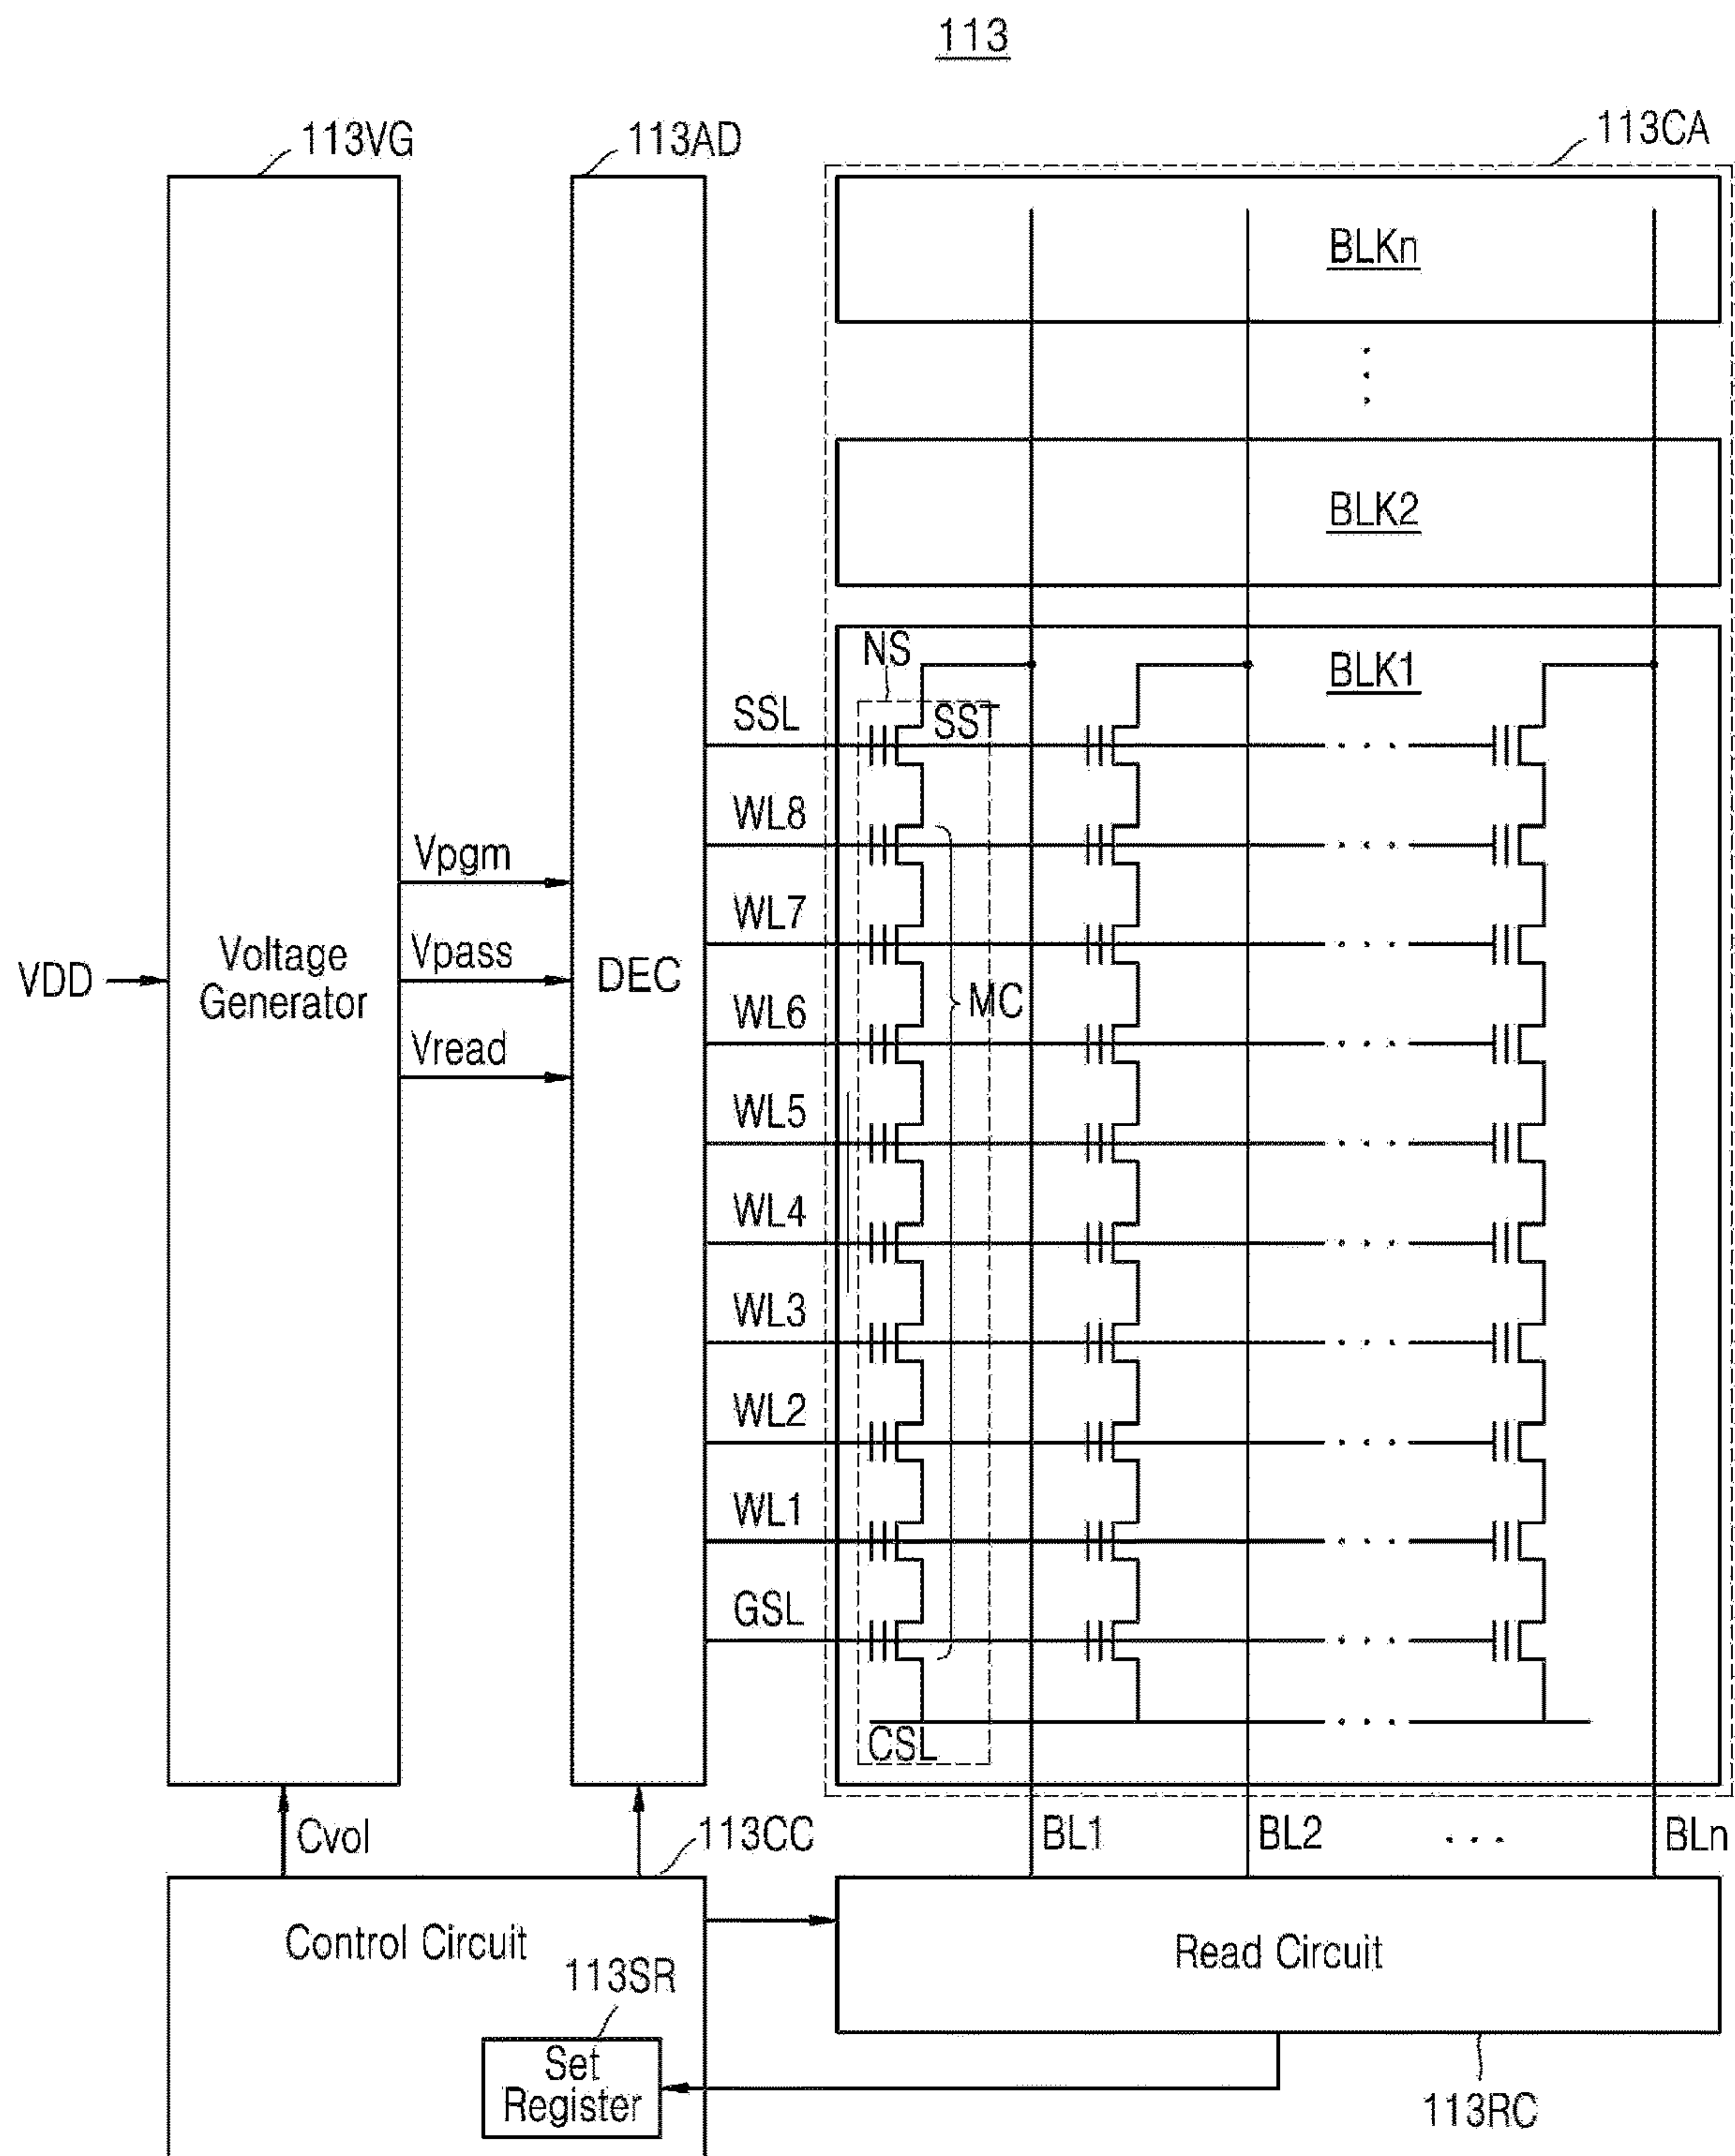 113
113VG
113AD
113CA
BLKn
BLK2
BLK1
NS
SSL
SST
WL8
WL7
WL6
MC
WL5
WL4
WL3
WL2
WL1
GSL
CSL
Vpgm
Vpass
Vread
VDD
Voltage
Generator
DEC
Cvol
113CC
BL1
BL2
. . .
BLn
Control Circuit
113SR
Set
Register
Read Circuit
113RC